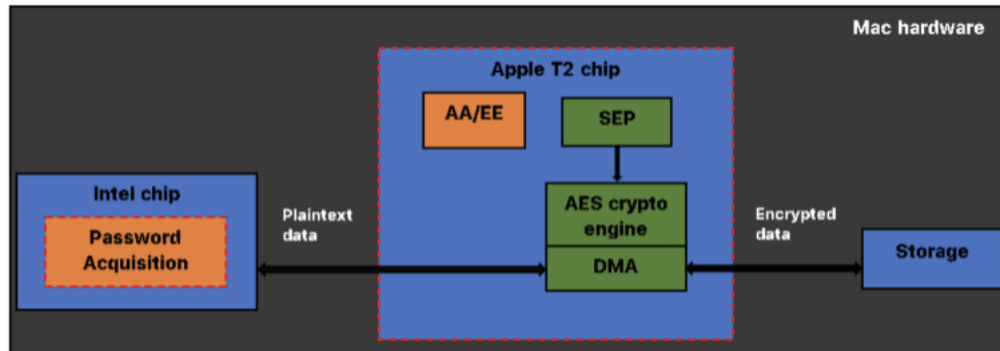 Mac hardware
Apple T2 chip
AA/EE
SEP
Intel chip
Password
Acquisition
Plaintext
data
AES crypto
engine
DMA
Encrypted
data
Storage